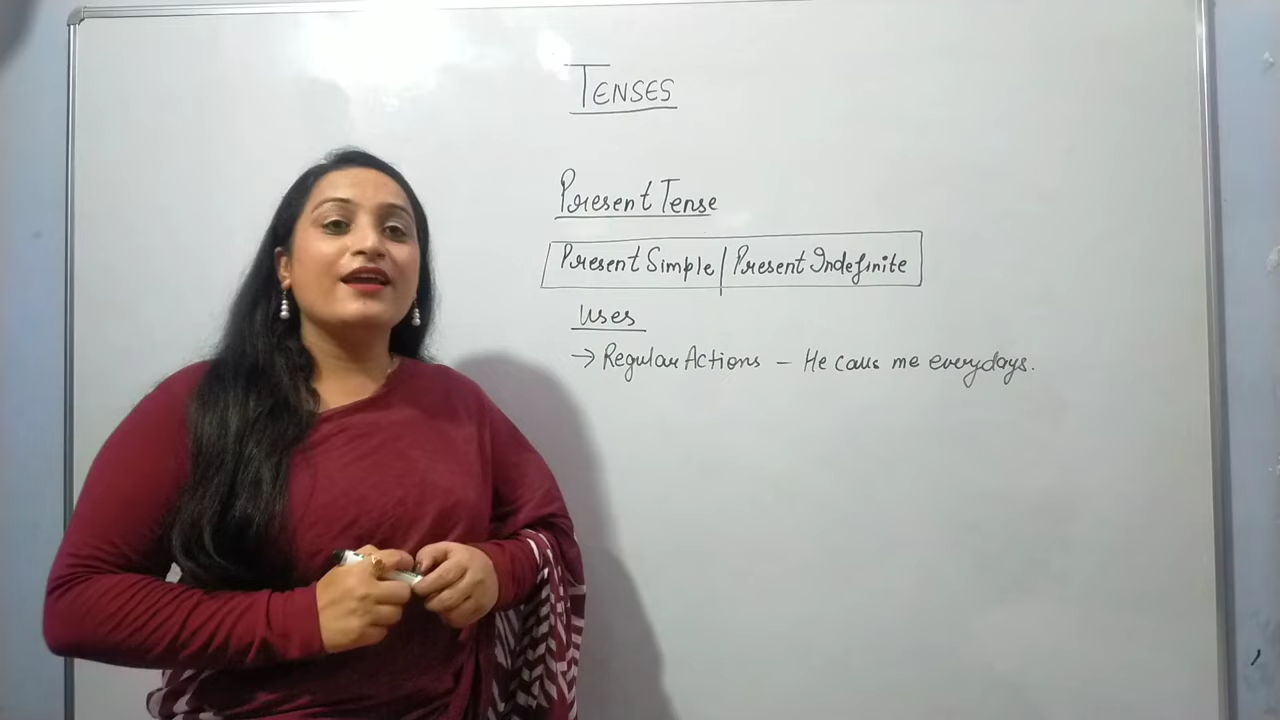 TENSES
Present Tense
Present Simple | Present Indefinite
Uses
→ Regular Actions – He calls me everydays.